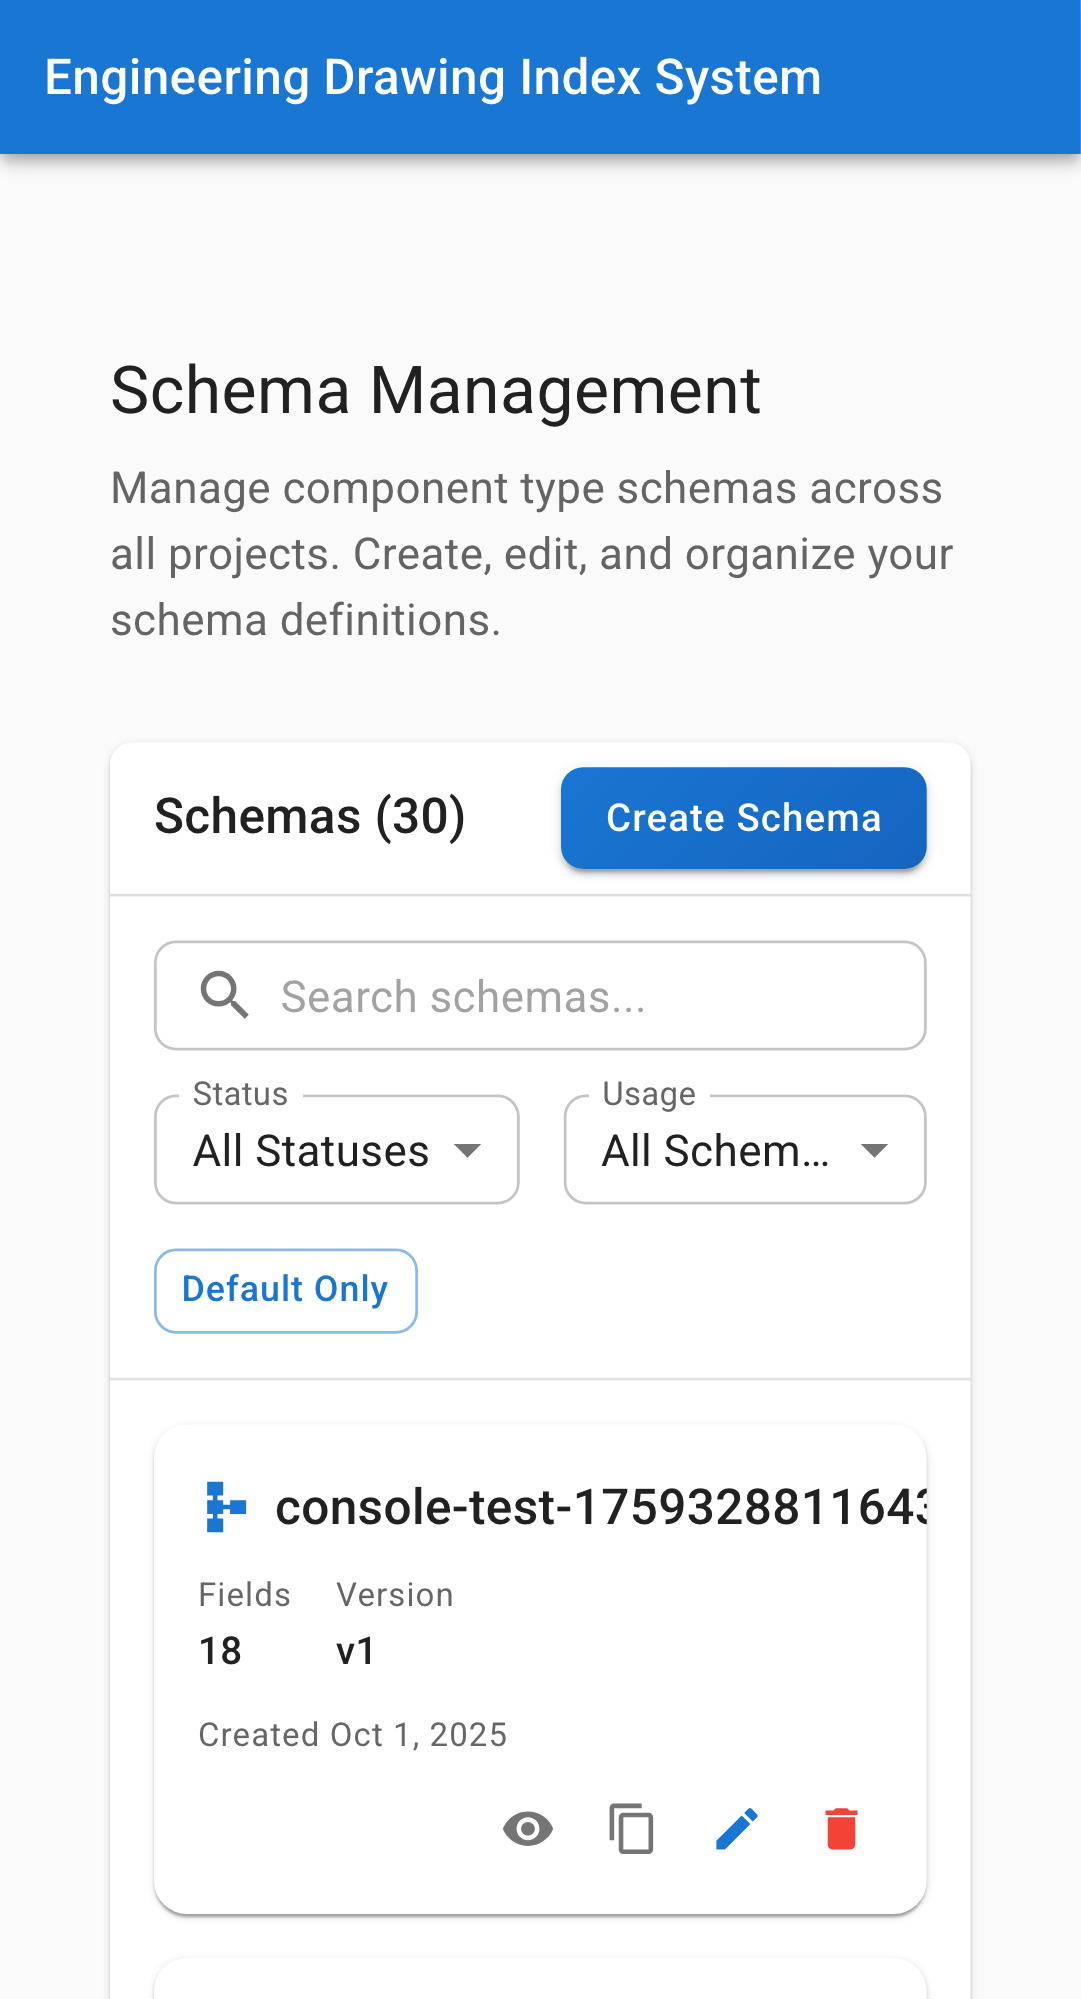 Engineering Drawing Index System
Schema Management
Manage component type schemas across
all projects. Create, edit, and organize your
schema definitions.
Schemas (30)
Create Schema
Search schemas...
Status
Usage
All Statuses
All Schem...
Default Only
console-test-1759328811643
Fields
Version
18
v1
Created Oct 1, 2025